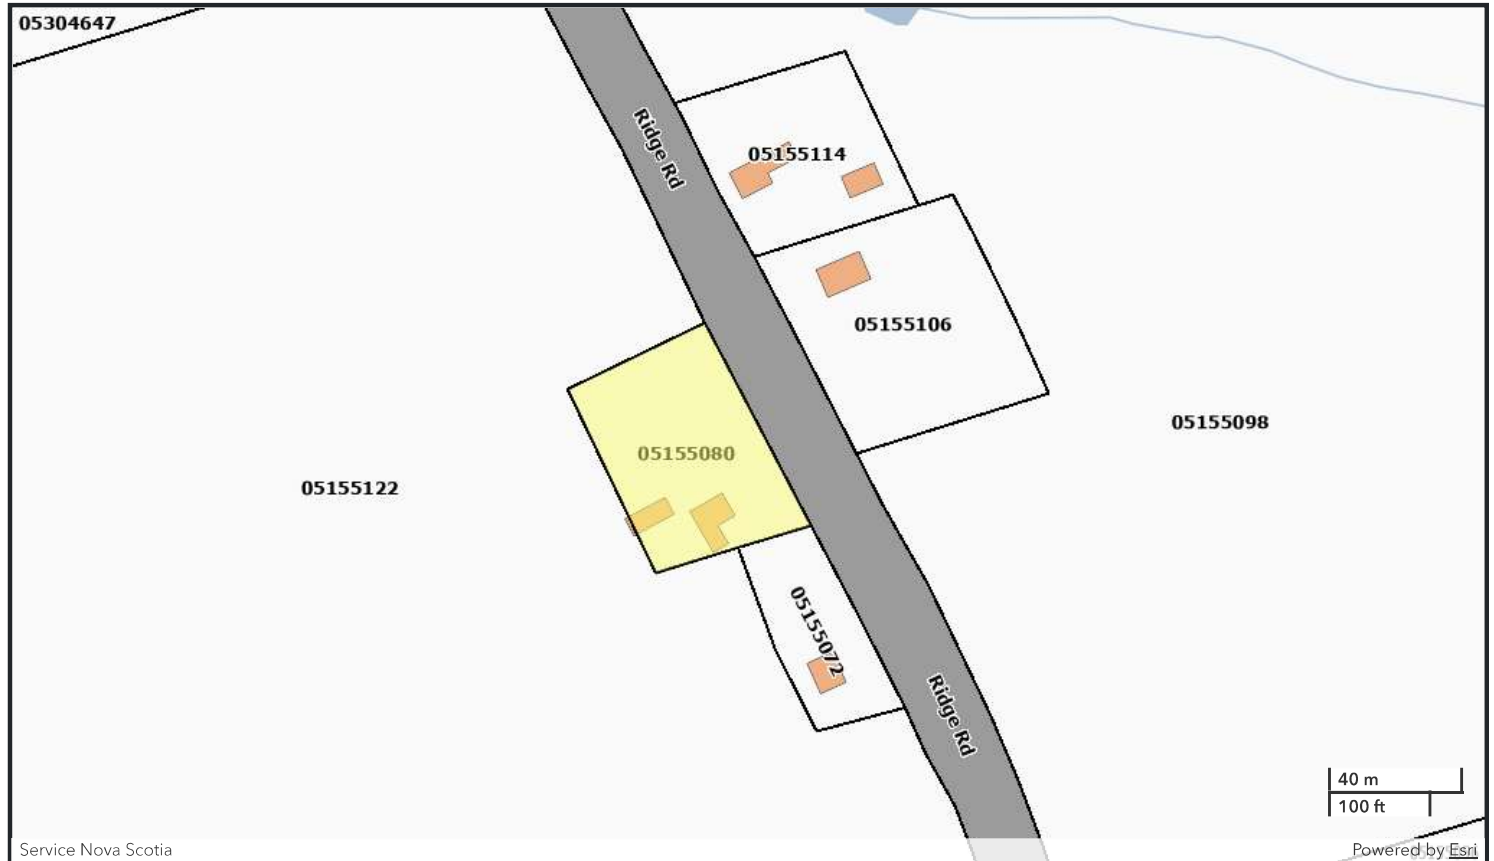 05304647
Ridge Rd
05155114
05155106
05155098
05155080
05155122
05155072
Ridge Rd
40 m
100 ft
Service Nova Scotia
Powered by Esri